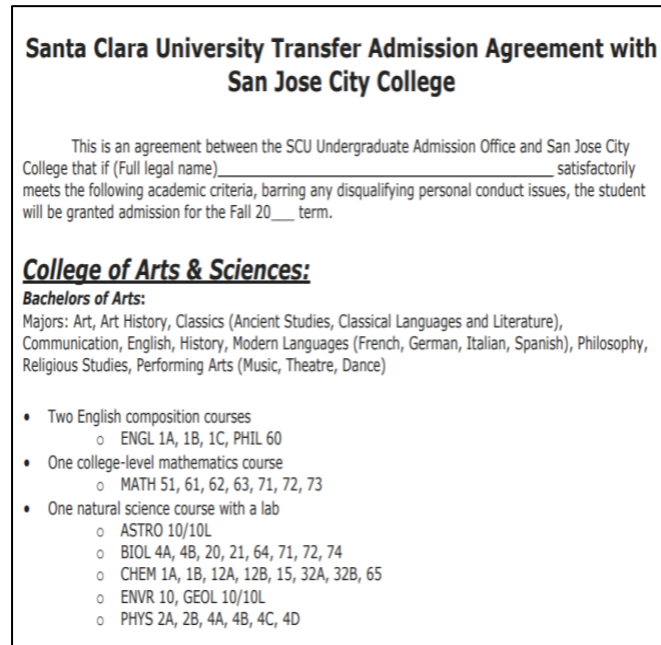 Santa Clara University Transfer Admission Agreement with
San Jose City College
This is an agreement between the SCU Undergraduate Admission Office and San Jose City
College that if (Full legal name)__________________________________________ satisfactorily
meets the following academic criteria, barring any disqualifying personal conduct issues, the student
will be granted admission for the Fall 20___ term.
College of Arts & Sciences:
Bachelors of Arts:
Majors: Art, Art History, Classics (Ancient Studies, Classical Languages and Literature),
Communication, English, History, Modern Languages (French, German, Italian, Spanish), Philosophy,
Religious Studies, Performing Arts (Music, Theatre, Dance)
• Two English composition courses
o ENGL 1A, 1B, 1C, PHIL 60
• One college-level mathematics course
o MATH 51, 61, 62, 63, 71, 72, 73
• One natural science course with a lab
o ASTRO 10/10L
o BIOL 4A, 4B, 20, 21, 64, 71, 72, 74
o CHEM 1A, 1B, 12A, 12B, 15, 32A, 32B, 65
o ENVR 10, GEOL 10/10L
o PHYS 2A, 2B, 4A, 4B, 4C, 4D